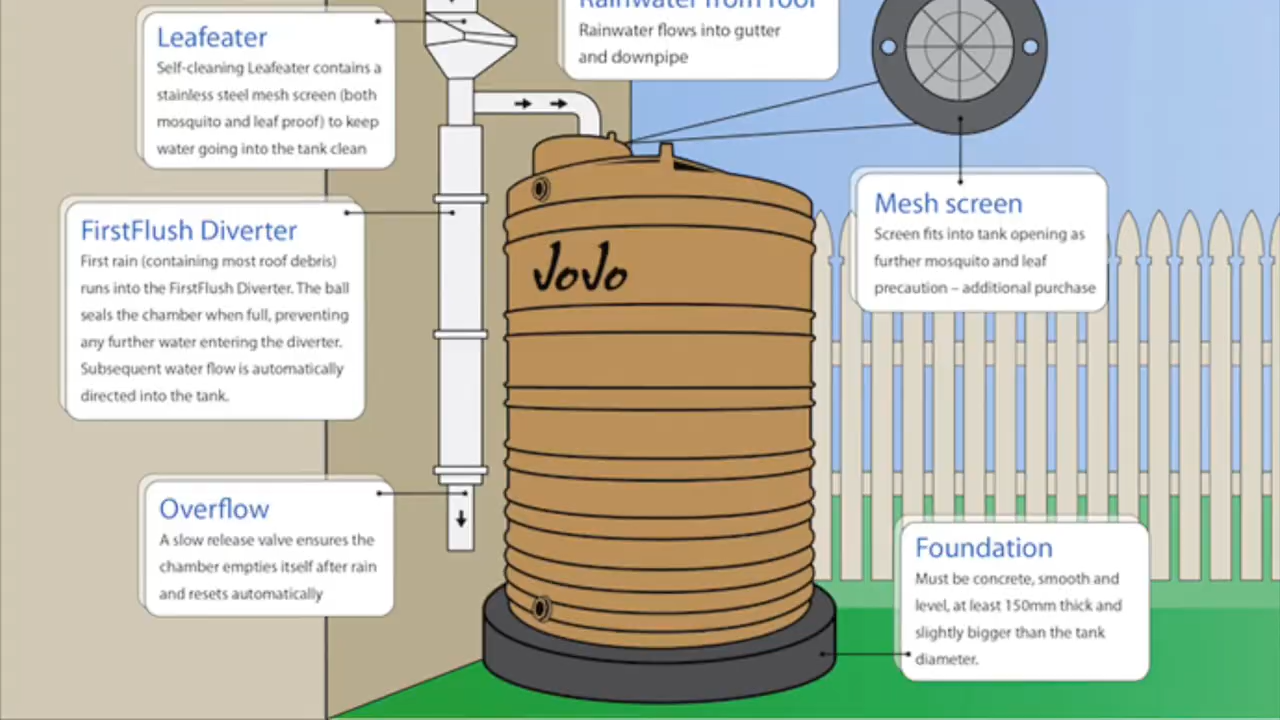 Rainwater from roof
Rainwater flows into gutter
and downpipe
Leafeater
Self-cleaning Leafeater contains a
stainless steel mesh screen (both
mosquito and leaf proof) to keep
water going into the tank clean
FirstFlush Diverter
First rain (containing most roof debris)
runs into the FirstFlush Diverter. The ball
seals the chamber when full, preventing
any further water entering the diverter.
Subsequent water flow is automatically
directed into the tank.
Mesh screen
Screen fits into tank opening as
further mosquito and leaf
precaution – additional purchase
JoJo
Overflow
A slow release valve ensures the
chamber empties itself after rain
and resets automatically
Foundation
Must be concrete, smooth and
level, at least 150mm thick and
slightly bigger than the tank
diameter.